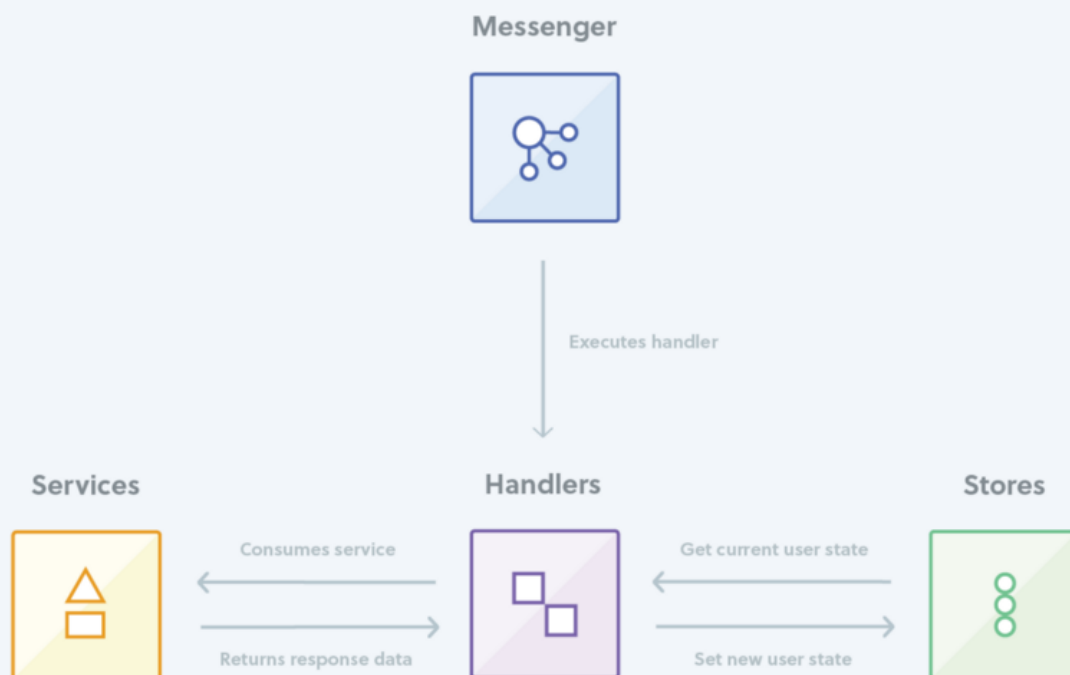 Messenger
Executes handler
Services
Handlers
Stores
Consumes service
Get current user state
Returns response data
Set new user state